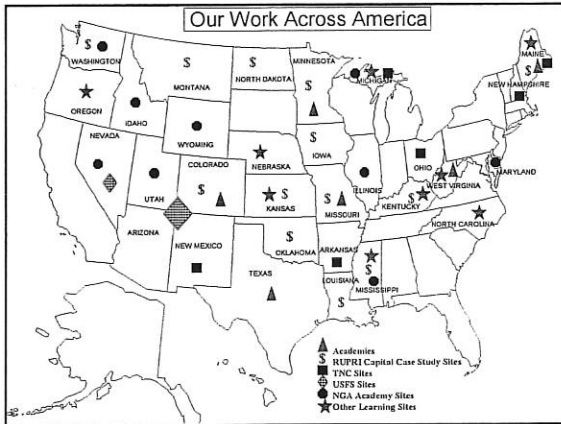 Our Work Across America
WASHINGTON
MONTANA
NORTH DAKOTA
MINNESOTA
MICHIGAN
MAINE
NEW HAMPSHIRE
OREGON
IDAHO
WYOMING
NEVADA
UTAH
COLORADO
NEBRASKA
IOWA
ILLINOIS
OHIO
MARYLAND
WEST VIRGINIA
KANSAS
MISSOURI
KENTUCKY
NORTH CAROLINA
ARIZONA
NEW MEXICO
OKLAHOMA
ARKANSAS
TEXAS
LOUISIANA
MISSISSIPPI
Academies
$ RUPRI Capital Case Study Sites
TNC Sites
USFS Sites
NGA Academy Sites
Other Learning Sites